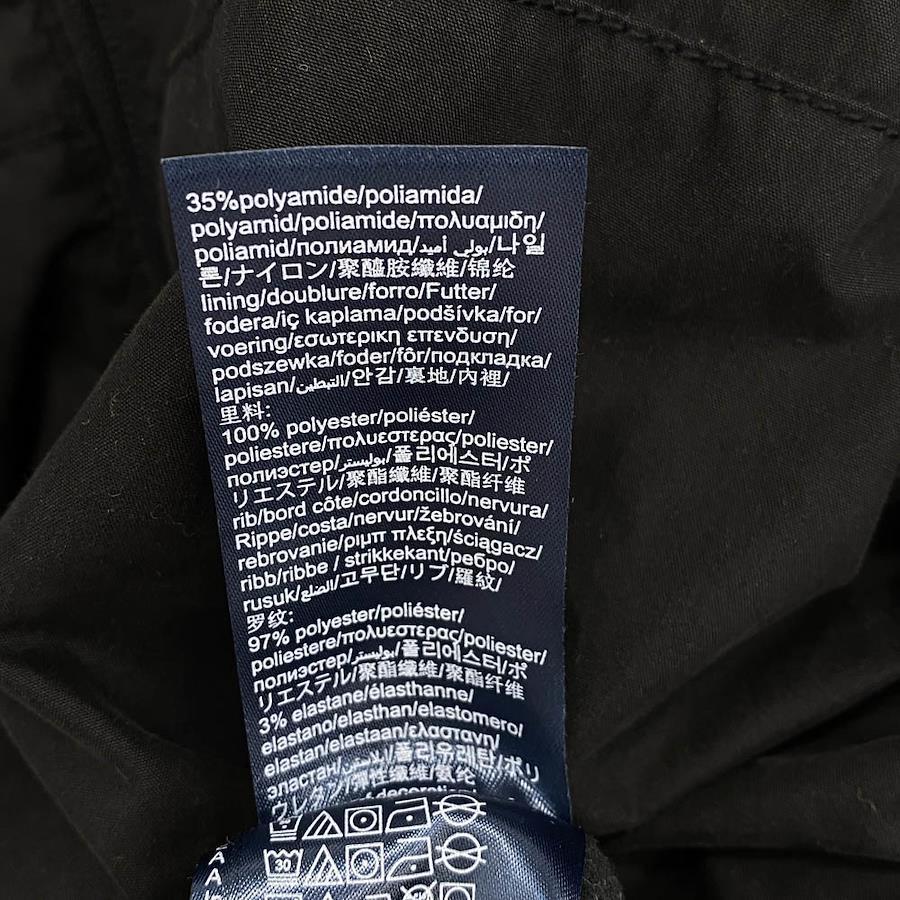 35%polyamide/poliamida/
polyamid/poliamide/πολυαμιδη/
poliamid/полиамид/بولي أميد/나일
론/ナイロン/聚醯胺纖維/锦纶
lining/doublure/forro/Futter/
fodera/iç kaplama/podšívka/for/
voering/εσωτερικη επενδυση/
podszewka/foder/fôr/подкладка/
lapisan/التبطين/안감/裏地/內裡/
里料:
100% polyester/poliéster/
poliestere/πολυεστερας/poliester/
полиэстер/بوليستر/폴리에스터/ポ
リエステル/聚酯纖維/聚酯纤维
rib/bord côte/cordoncillo/nervura/
Rippe/costa/nervur/žebrování/
rebrovanie/ριμπ πλεξη/ściągacz/
ribb/ribbe / strikkekant/ребро/
rusuk/الضلع/고무단/リブ/羅紋/
罗纹:
97% polyester/poliéster/
poliestere/πολυεστερας/poliester/
полиэстер/بوليستر/폴리에스터/ポ
リエステル/聚酯纖維/聚酯纤维
3% elastane/élasthanne/
elastano/elasthan/elastomero/
elastan/elastaan/ελαστανη/
эластан/إيلاستين/폴리우레탄/ポリ
ウレタン/彈性纖維/氨纶
of decoration/
30